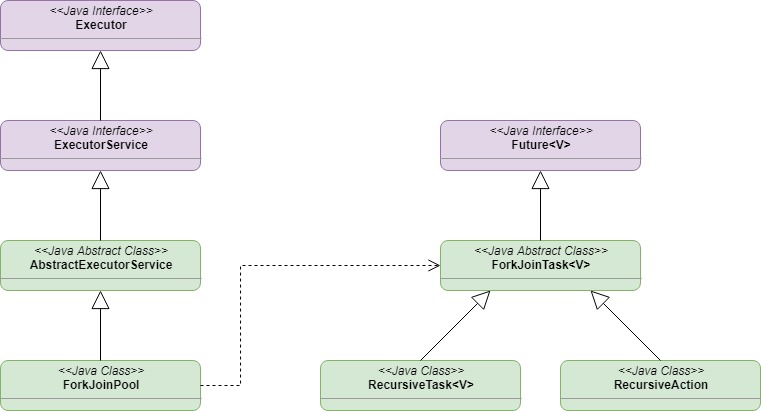 <<Java Interface>>
Executor
<<Java Interface>>
ExecutorService
<<Java Interface>>
Future<V>
<<Java Abstract Class>>
AbstractExecutorService
<<Java Abstract Class>>
ForkJoinTask<V>
<<Java Class>>
ForkJoinPool
<<Java Class>>
RecursiveTask<V>
<<Java Class>>
RecursiveAction